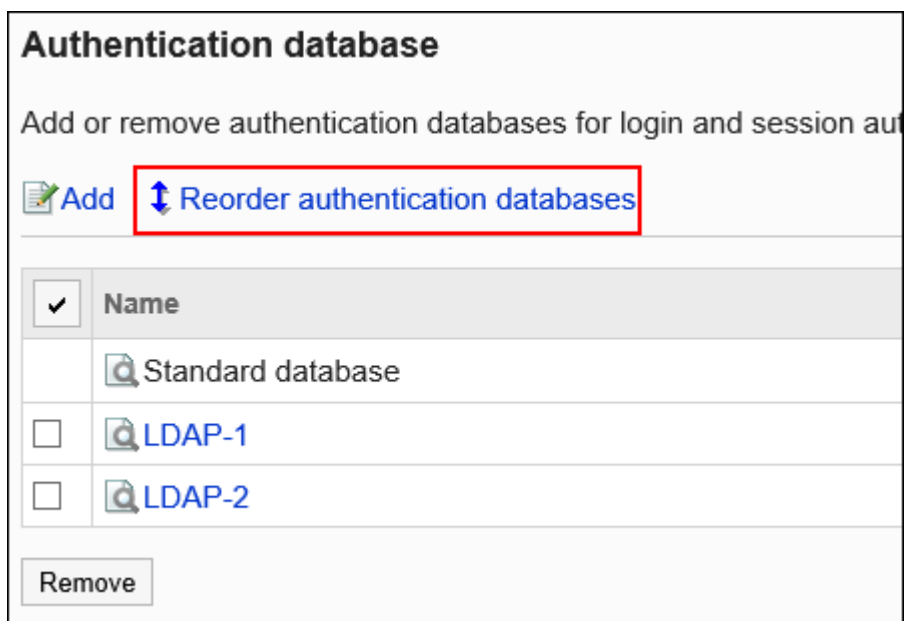 Authentication database
Add or remove authentication databases for login and session
Add Reorder authentication databases
Name
Standard database
LDAP-1
LDAP-2
Remove